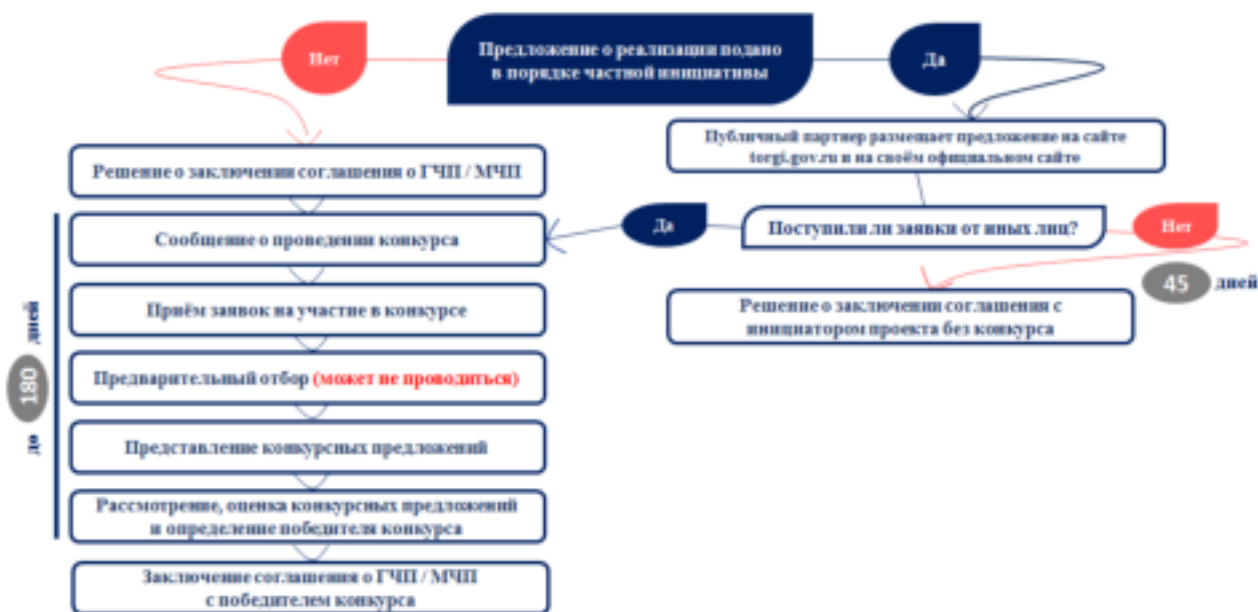 Предложение о реализации подано
в порядке частной инициативы
Нет
Да
Публичный партнер размещает предложение на сайте
torgi.gov.ru и на своём официальном сайте
Решение о заключении соглашения о ГЧП / МЧП
Сообщение о проведении конкурса
Да
Поступили ли заявки от иных лиц?
Нет
45 дней
Решение о заключении соглашения с
инициатором проекта без конкурса
Приём заявок на участие в конкурсе
Предварительный отбор (может не проводиться)
Представление конкурсных предложений
Рассмотрение, оценка конкурсных предложений
и определение победителя конкурса
до 180 дней
Заключение соглашения о ГЧП / МЧП
с победителем конкурса